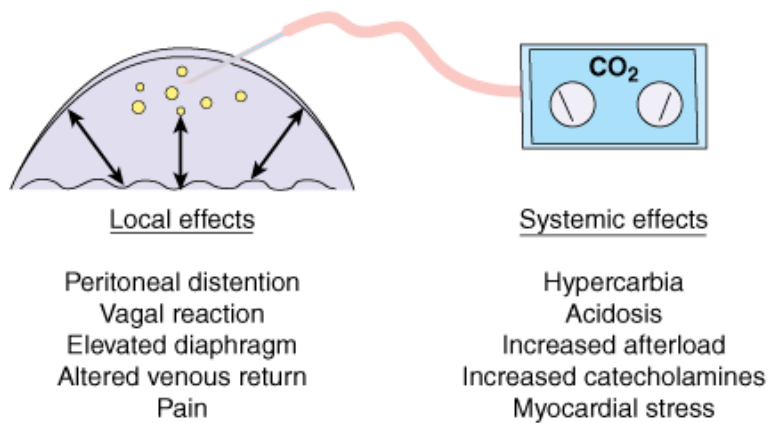 CO₂
Local effects
Peritoneal distention
Vagal reaction
Elevated diaphragm
Altered venous return
Pain
Systemic effects
Hypercarbia
Acidosis
Increased afterload
Increased catecholamines
Myocardial stress